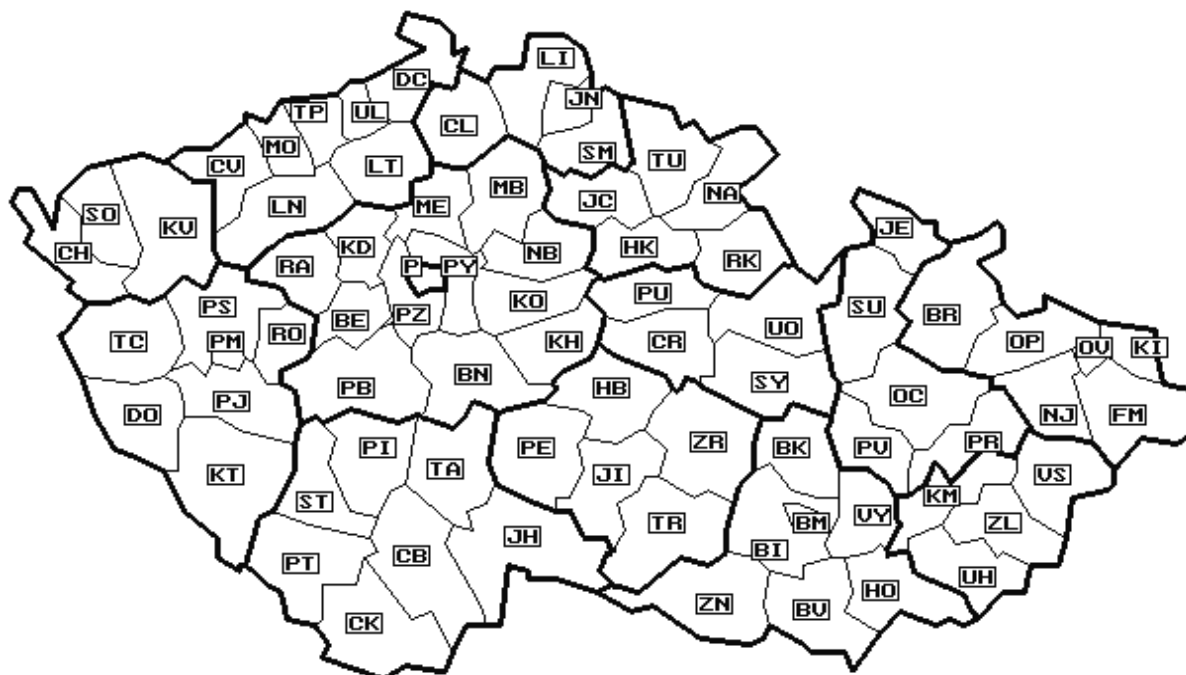 LI
DC
JN
TP UL
CL
MO
SM
CV LT TU
MB
NA
SO LN ME JC
KV
JE
CH KD NB HK
RA P PY RK
PS KO PU
BE PZ UO SU BR
RO
TC PM KH CR OP OV KI
BN SY
PB HB OC
DO PJ NJ FM
ZR
PI PE BK PV PR
TA JI
KT VS
ST KM
TR BM VY ZL
JH
PT CB BI
UH
HO
ZN BV
CK